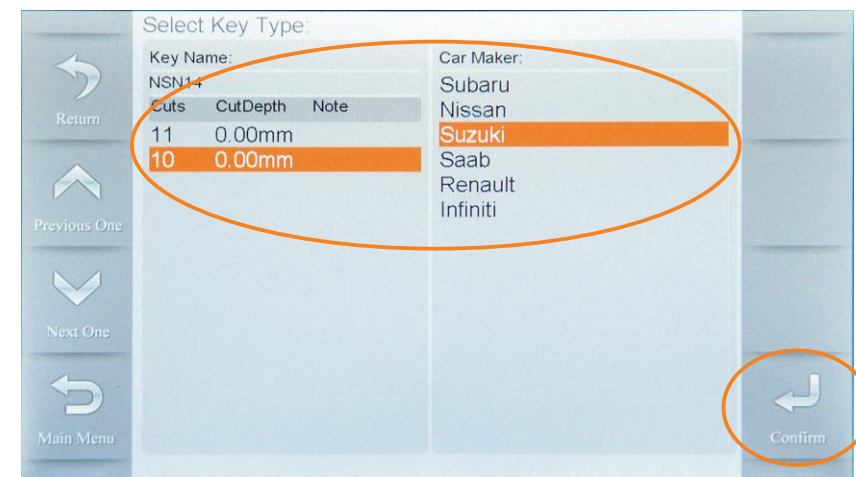 Select Key Type:
Return
Previous One
Next One
Main Menu
Key Name:
NSN14
Cuts CutDepth Note
11 0.00mm
10 0.00mm
Car Maker:
Subaru
Nissan
Suzuki
Saab
Renault
Infiniti
Confirm